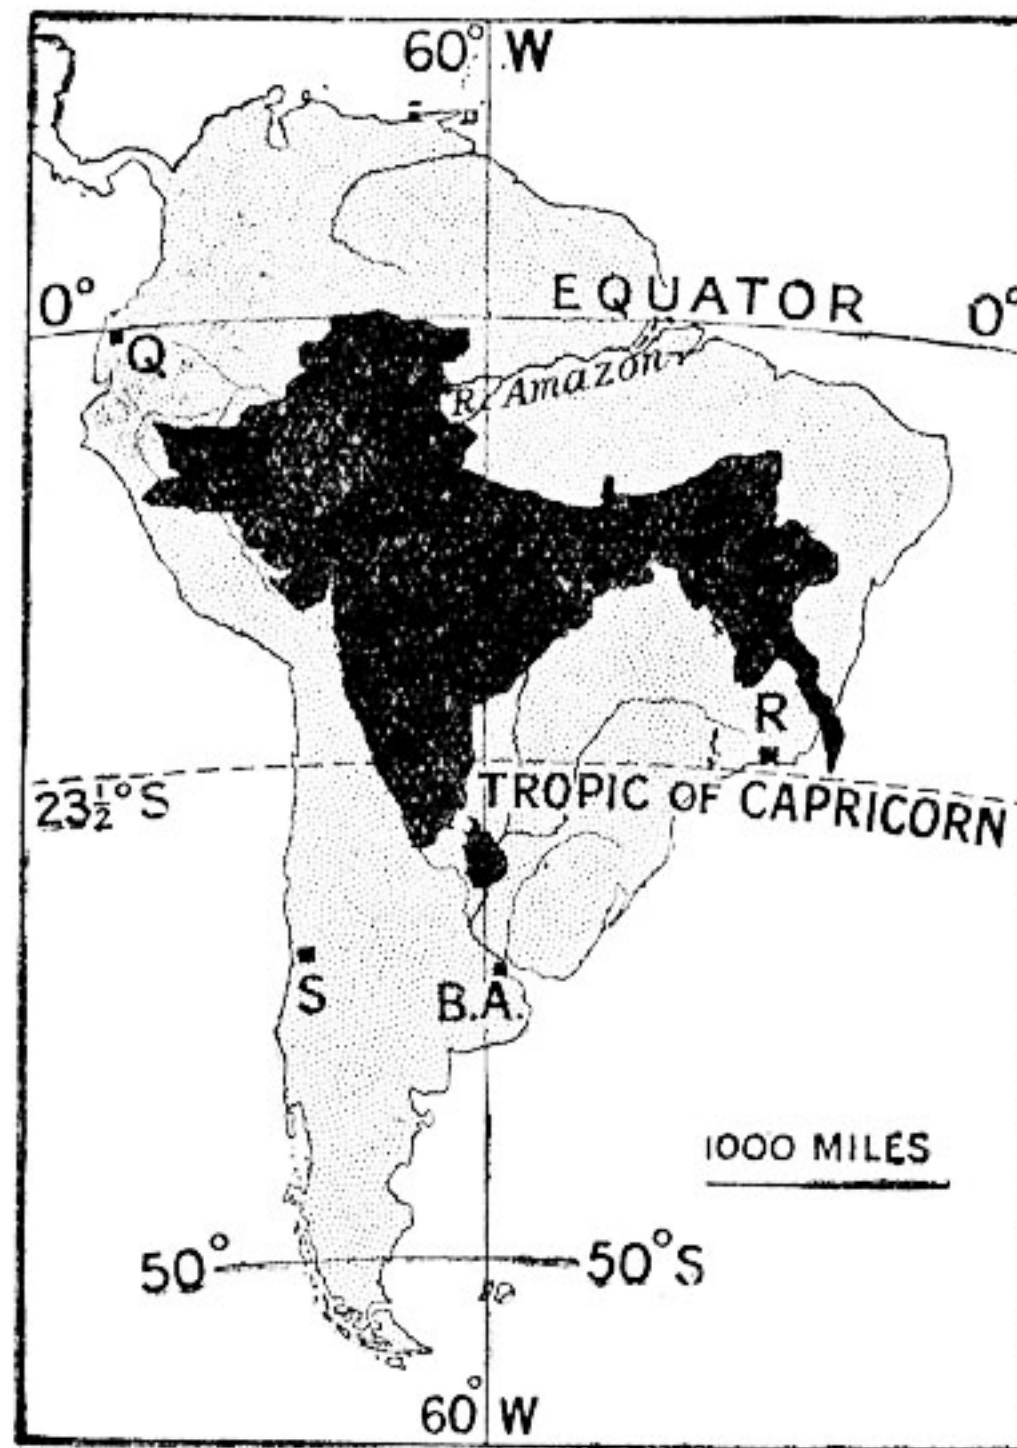 60° W
0° EQUATOR 0°
Q
R. Amazon
R
23½°S TROPIC OF CAPRICORN
S B.A.
1000 MILES
50° 50°S
60° W